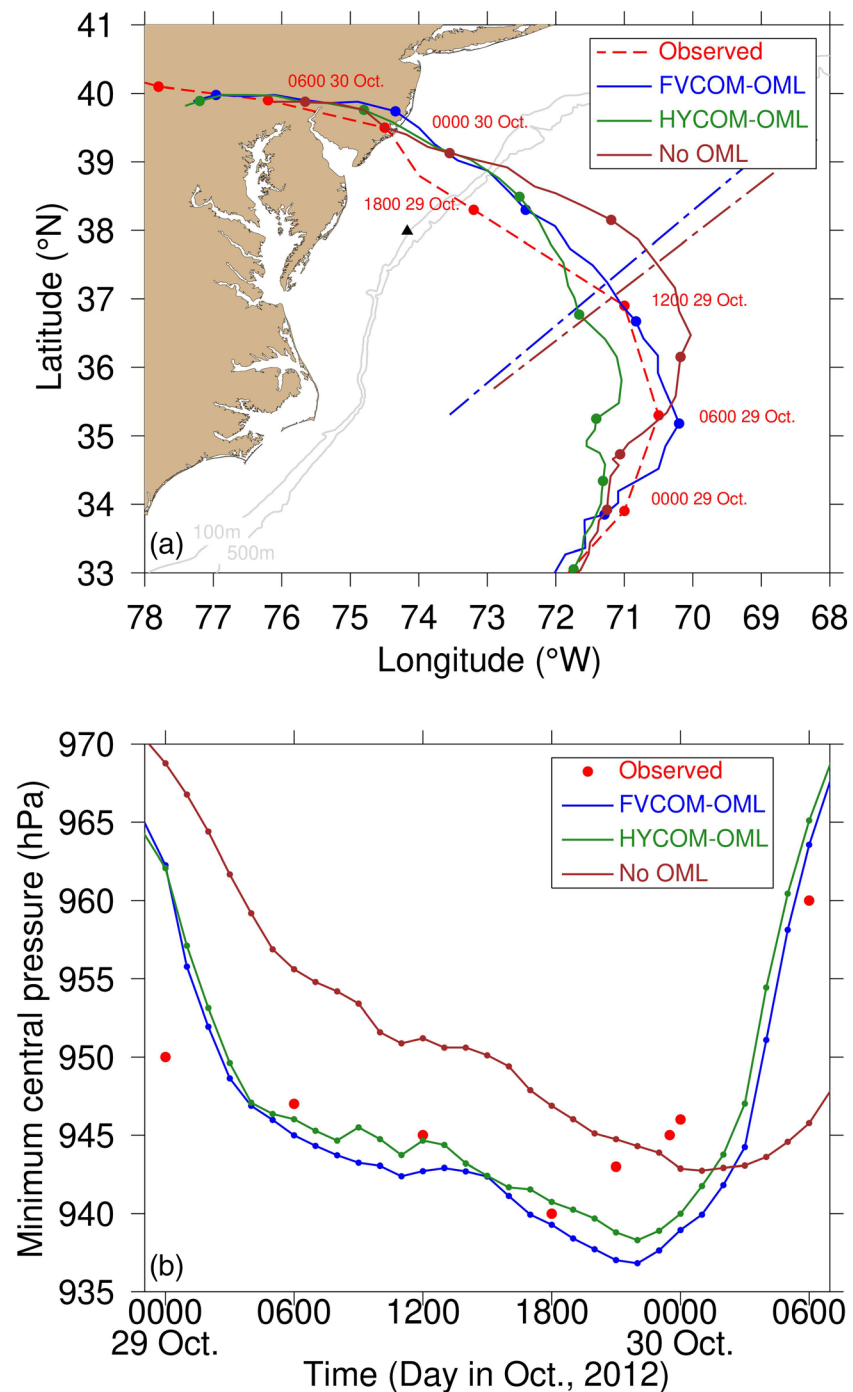 41
40
39
38
37
36
35
34
33
Latitude (°N)
Observed
FVCOM-OML
HYCOM-OML
No OML
0600 30 Oct.
0000 30 Oct.
1800 29 Oct.
1200 29 Oct.
0600 29 Oct.
0000 29 Oct.
100m
500m
(a)
78 77 76 75 74 73 72 71 70 69 68
Longitude (°W)
970
965
960
955
950
945
940
935
Minimum central pressure (hPa)
Observed
FVCOM-OML
HYCOM-OML
No OML
(b)
0000 0600 1200 1800 0000 0600
29 Oct. 30 Oct.
Time (Day in Oct., 2012)